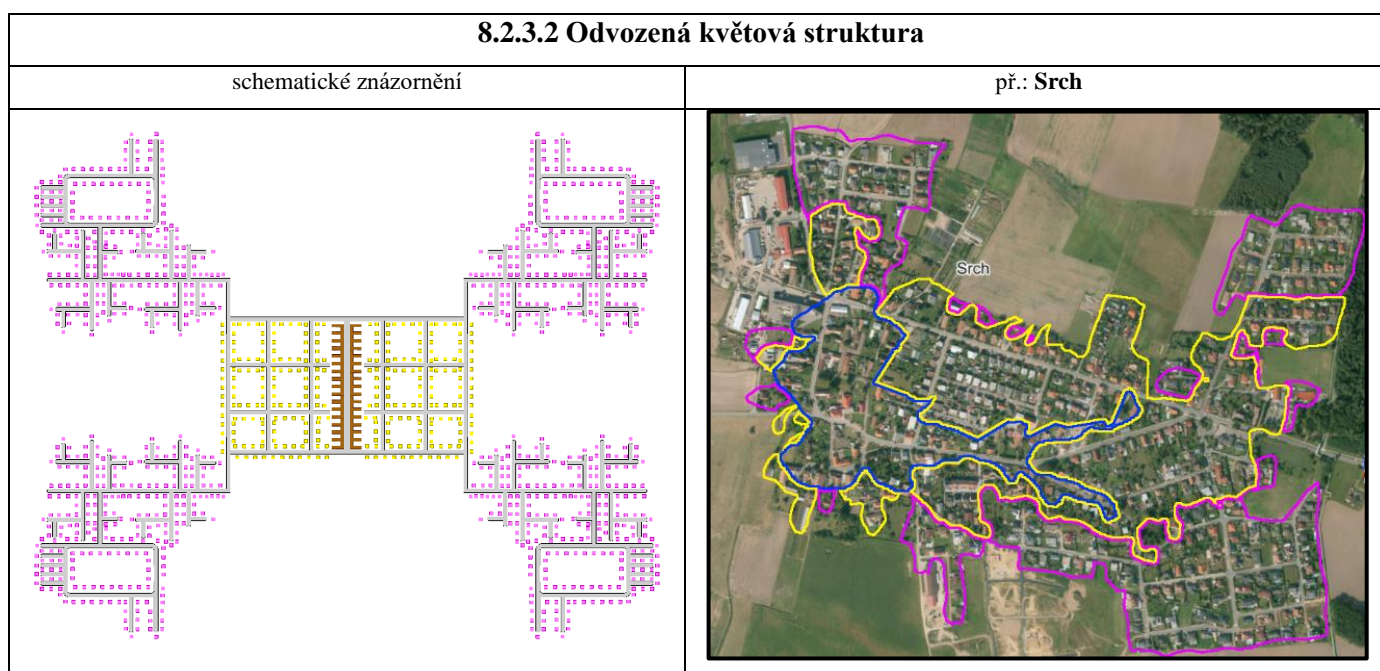 8.2.3.2 Odvozená květová struktura
schematické znázornění
př.: Srch
Srch